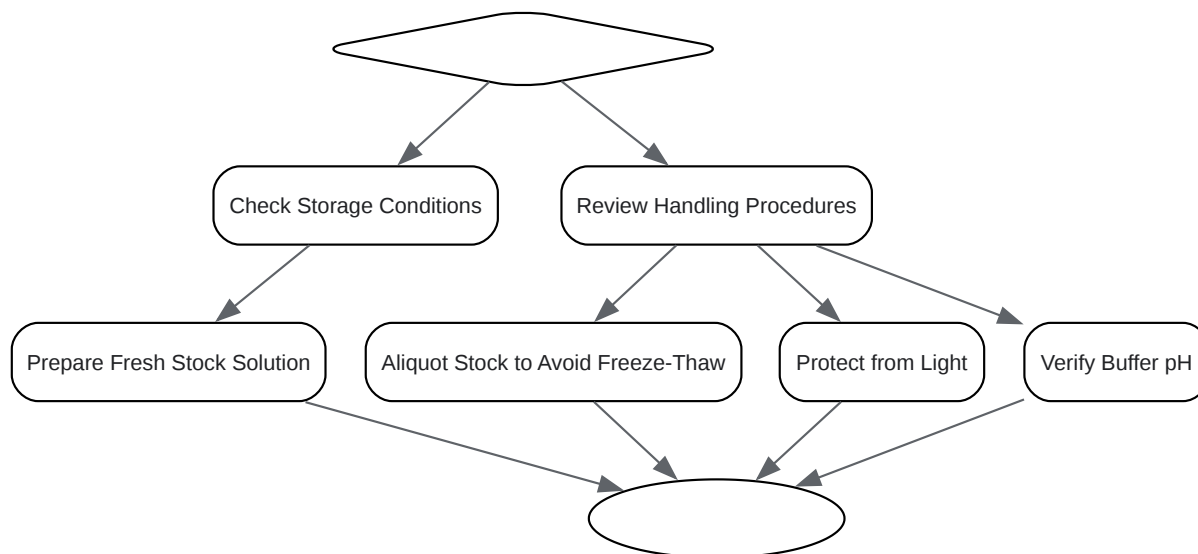 Check Storage Conditions
Review Handling Procedures
Prepare Fresh Stock Solution
Aliquot Stock to Avoid Freeze-Thaw
Protect from Light
Verify Buffer pH